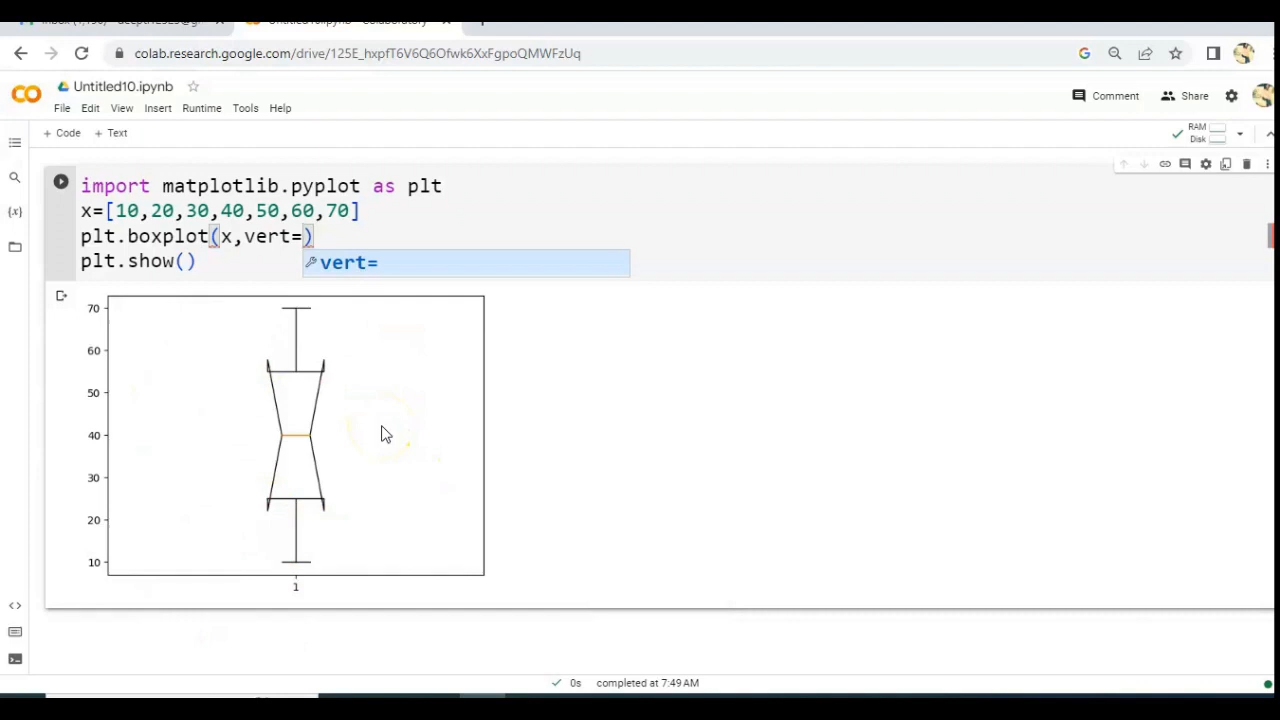 colab.research.google.com/drive/125E_hxpfT6V6Q6Ofwk6XxFgpoQMWFzUq
Untitled10.ipynb
File Edit View Insert Runtime Tools Help
Comment Share
+ Code + Text
RAM
Disk
import matplotlib.pyplot as plt
x=[10,20,30,40,50,60,70]
plt.boxplot(x,vert=)
plt.show()
vert=
70
60
50
40
30
20
10
1
0s completed at 7:49 AM